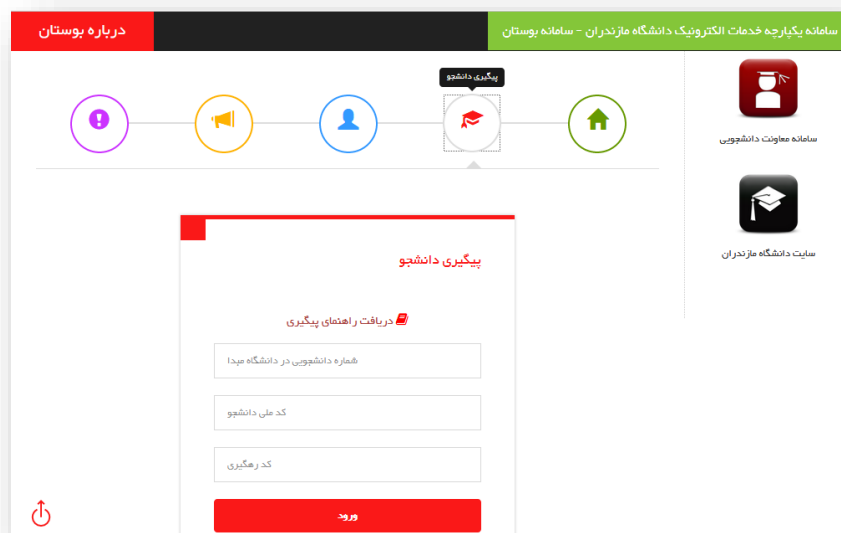 سامانه یکپارچه خدمات الکترونیک دانشگاه مازندران - سامانه بوستان
درباره بوستان
پیگیری دانشجو
سامانه معاونت دانشجویی
سایت دانشگاه مازندران
پیگیری دانشجو
دریافت راهنمای پیگیری
شماره دانشجویی در دانشگاه مبدا
کد ملی دانشجو
کد رهگیری
ورود